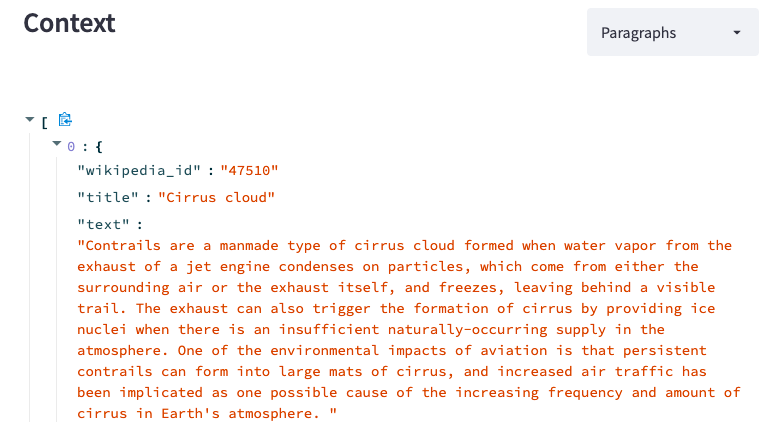 Context
Paragraphs
[
0 : {
"wikipedia_id" : "47510"
"title" : "Cirrus cloud"
"text" :
"Contrails are a manmade type of cirrus cloud formed when water vapor from the
exhaust of a jet engine condenses on particles, which come from either the
surrounding air or the exhaust itself, and freezes, leaving behind a visible
trail. The exhaust can also trigger the formation of cirrus by providing ice
nuclei when there is an insufficient naturally-occurring supply in the
atmosphere. One of the environmental impacts of aviation is that persistent
contrails can form into large mats of cirrus, and increased air traffic has
been implicated as one possible cause of the increasing frequency and amount of
cirrus in Earth's atmosphere. "